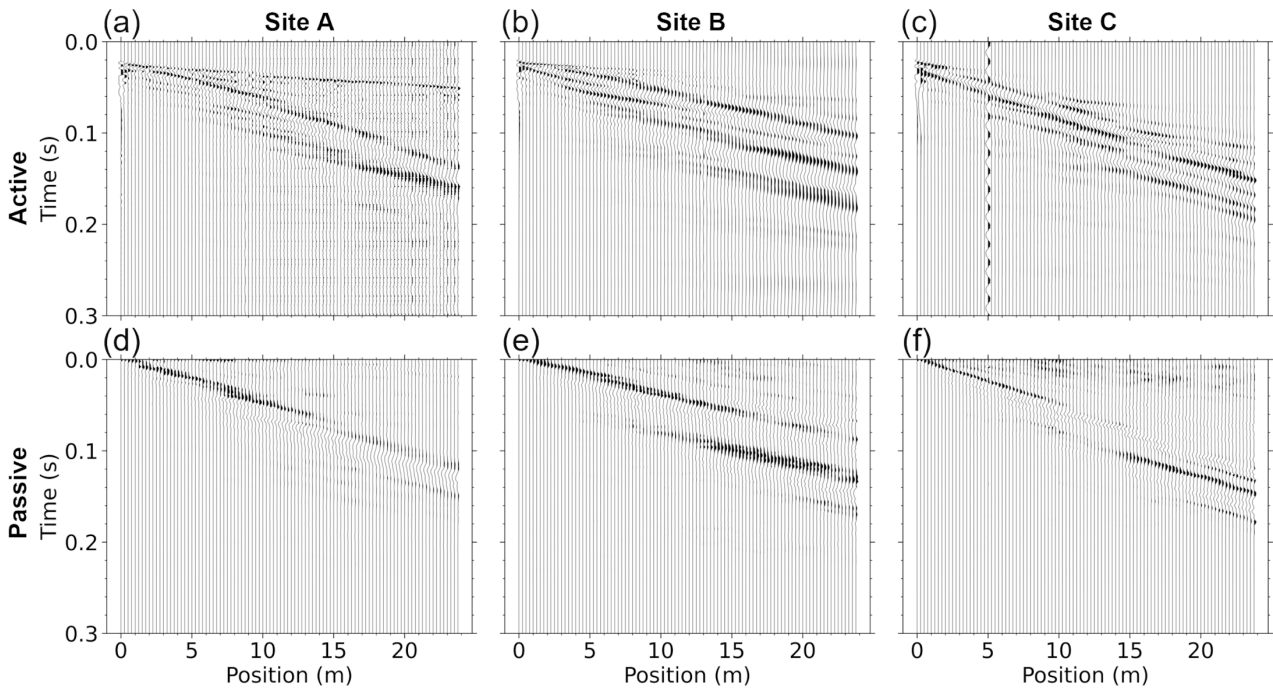 (a) Site A (b) Site B (c) Site C
Active
Time (s)
0.0
0.1
0.2
0.3
(d) (e) (f)
Passive
Time (s)
0.0
0.1
0.2
0.3
0 5 10 15 20 0 5 10 15 20 0 5 10 15 20
Position (m) Position (m) Position (m)